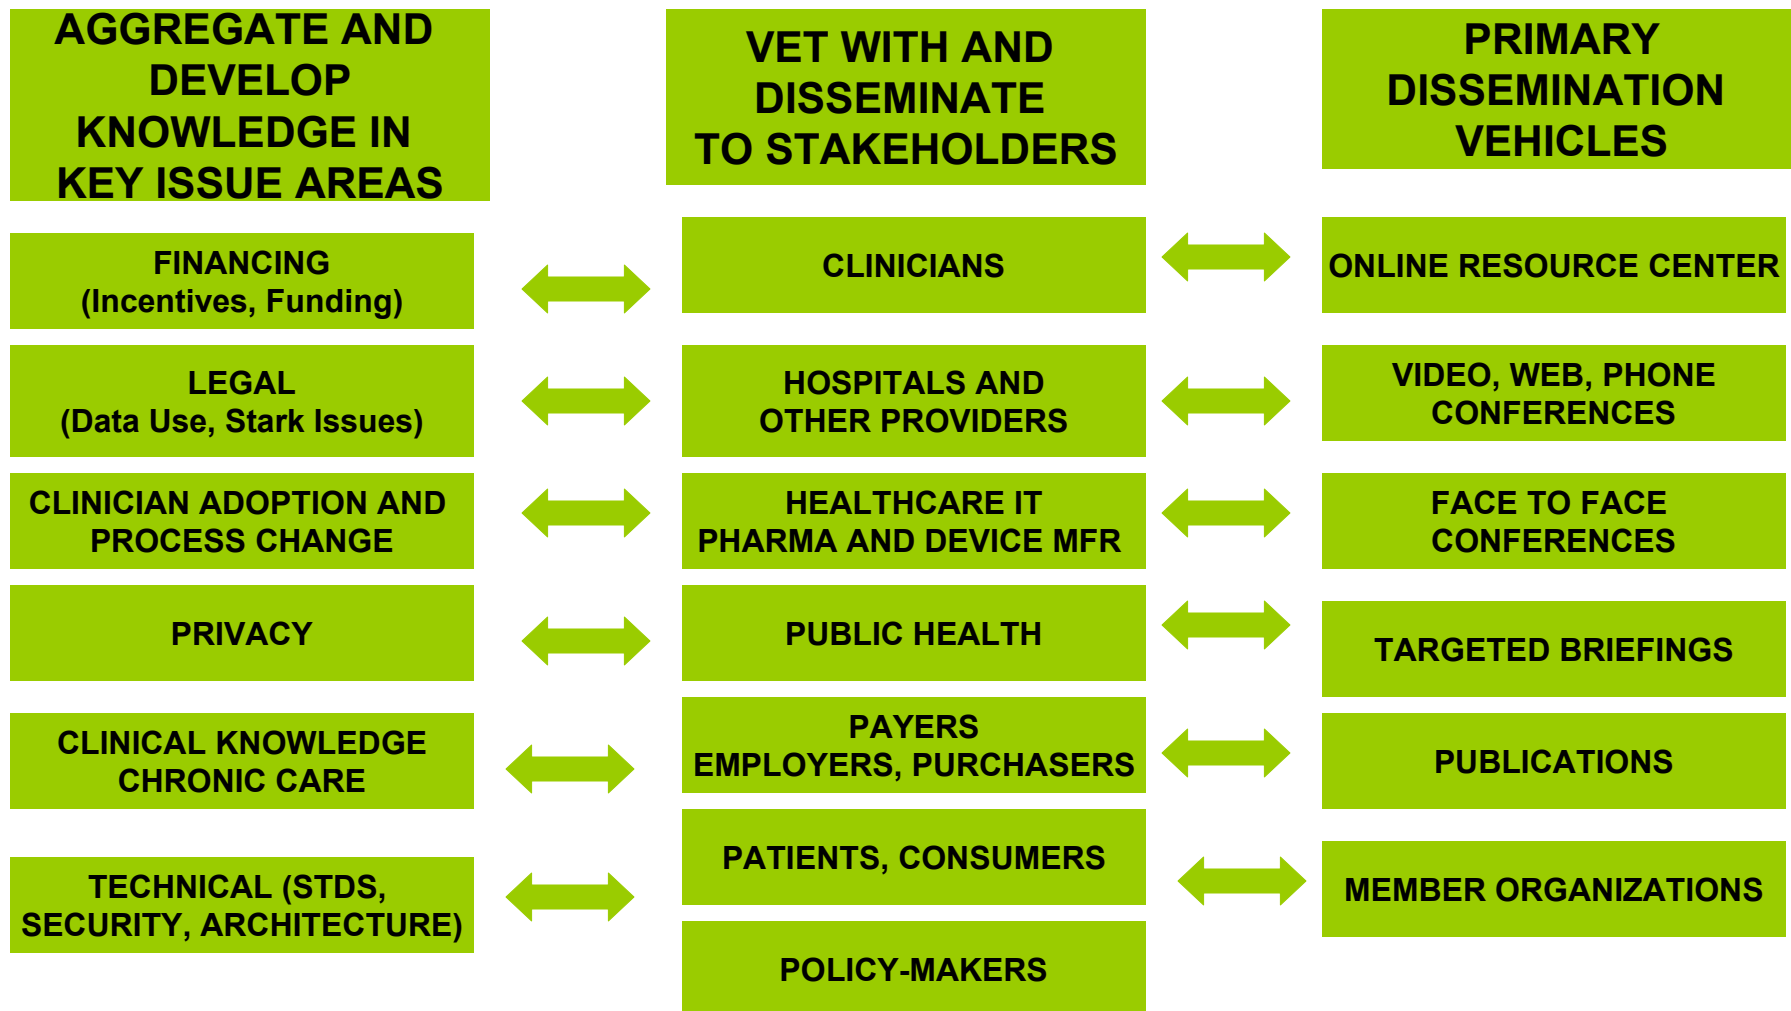 AGGREGATE AND
DEVELOP
KNOWLEDGE IN
KEY ISSUE AREAS
FINANCING
(Incentives, Funding)
LEGAL
(Data Use, Stark Issues)
CLINICIAN ADOPTION AND
PROCESS CHANGE
PRIVACY
CLINICAL KNOWLEDGE
CHRONIC CARE
TECHNICAL (STDS,
SECURITY, ARCHITECTURE)
VET WITH AND
DISSEMINATE
TO STAKEHOLDERS
CLINICIANS
HOSPITALS AND
OTHER PROVIDERS
HEALTHCARE IT
PHARMA AND DEVICE MFR
PUBLIC HEALTH
PAYERS
EMPLOYERS, PURCHASERS
PATIENTS, CONSUMERS
POLICY-MAKERS
PRIMARY
DISSEMINATION
VEHICLES
ONLINE RESOURCE CENTER
VIDEO, WEB, PHONE
CONFERENCES
FACE TO FACE
CONFERENCES
TARGETED BRIEFINGS
PUBLICATIONS
MEMBER ORGANIZATIONS